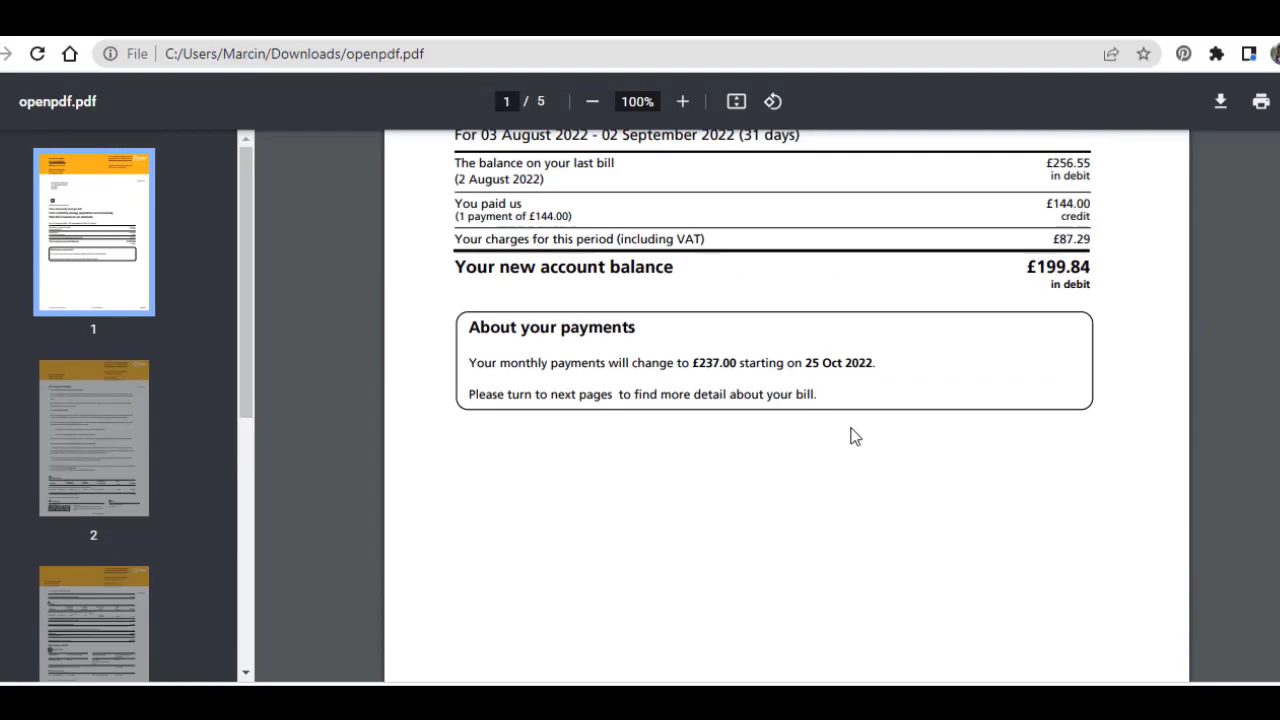 File C:/Users/Marcin/Downloads/openpdf.pdf
openpdf.pdf
1 / 5
100%
For 03 August 2022 - 02 September 2022 (31 days)
The balance on your last bill £256.55
(2 August 2022) in debit
You paid us £144.00
(1 payment of £144.00) credit
Your charges for this period (including VAT) £87.29
Your new account balance £199.84
in debit
About your payments
Your monthly payments will change to £237.00 starting on 25 Oct 2022.
Please turn to next pages to find more detail about your bill.
1
2